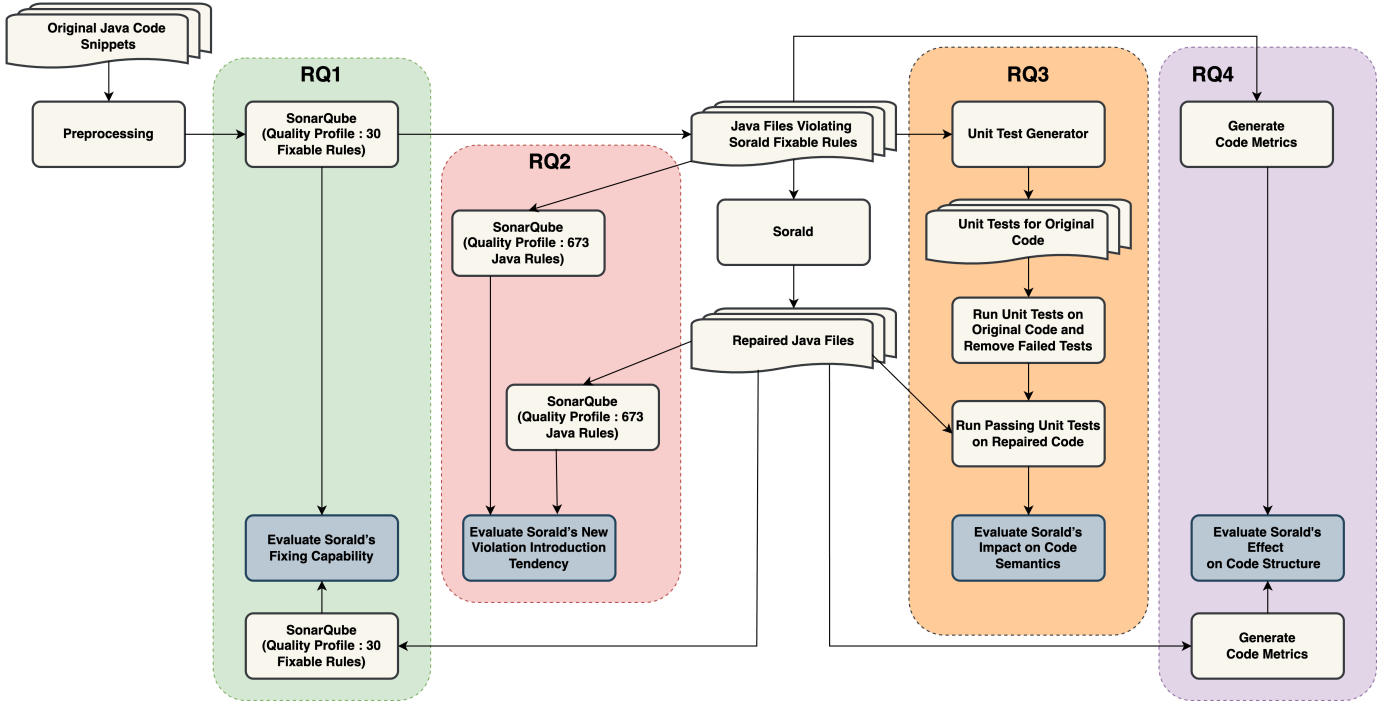 Original Java Code
Snippets
Preprocessing
RQ1
SonarQube
(Quality Profile : 30
Fixable Rules)
Evaluate Sorald’s
Fixing Capability
SonarQube
(Quality Profile : 30
Fixable Rules)
RQ2
SonarQube
(Quality Profile : 673
Java Rules)
SonarQube
(Quality Profile : 673
Java Rules)
Evaluate Sorald’s New
Violation Introduction
Tendency
Java Files Violating
Sorald Fixable Rules
Sorald
Repaired Java Files
RQ3
Unit Test Generator
Unit Tests for Original
Code
Run Unit Tests on
Original Code and
Remove Failed Tests
Run Passing Unit Tests
on Repaired Code
Evaluate Sorald’s
Impact on Code
Semantics
RQ4
Generate
Code Metrics
Evaluate Sorald's
Effect
on Code Structure
Generate
Code Metrics